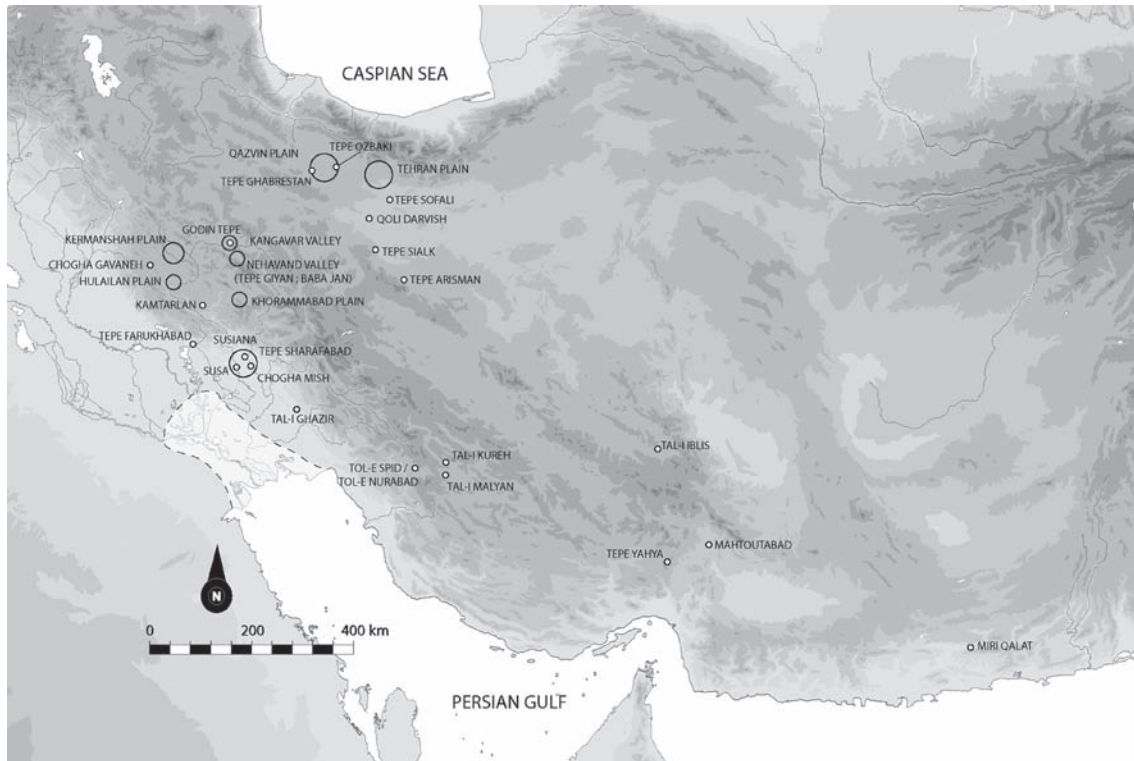 CASPIAN SEA
TEPE OZBAKI
QAZVIN PLAIN
TEHRAN PLAIN
TEPE GHABRESTAN
TEPE SOFALI
QOLI DARVISH
GODIN TEPE
KERMANSHAH PLAIN
KANGAVAR VALLEY
TEPE SIALK
CHOGHA GAVANEH
NEHAVAND VALLEY
(TEPE GIYAN ; BABA JAN)
HULAILAN PLAIN
TEPE ARISMAN
KAMTARLAN
KHORAMMABAD PLAIN
TEPE FARUKHABAD
SUSIANA
TEPE SHARAFABAD
SUSA
CHOGHA MISH
TAL-I GHAZIR
TAL-I IBLIS
TAL-I KUREH
TOL-E SPID /
TOL-E NURABAD
TAL-I MALYAN
MAHTOUTABAD
TEPE YAHYA
N
0 200 400 km
MIRI QALAT
PERSIAN GULF